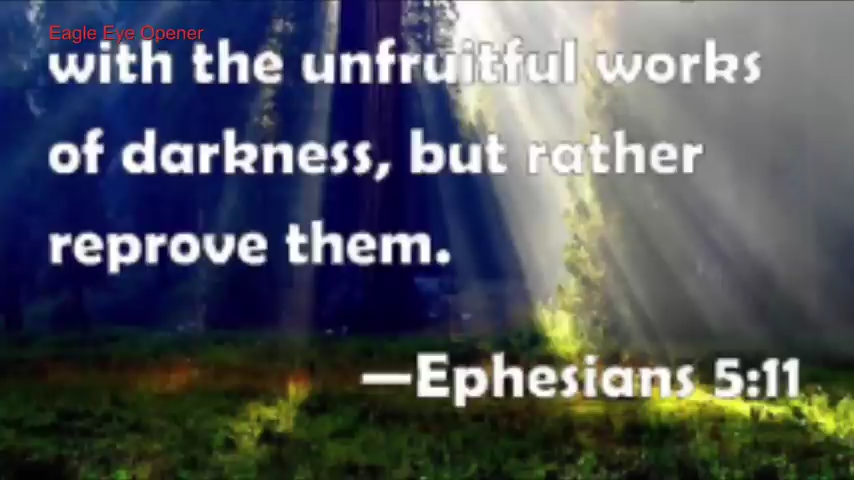 Eagle Eye Opener
with the unfruitful works
of darkness, but rather
reprove them.
—Ephesians 5:11